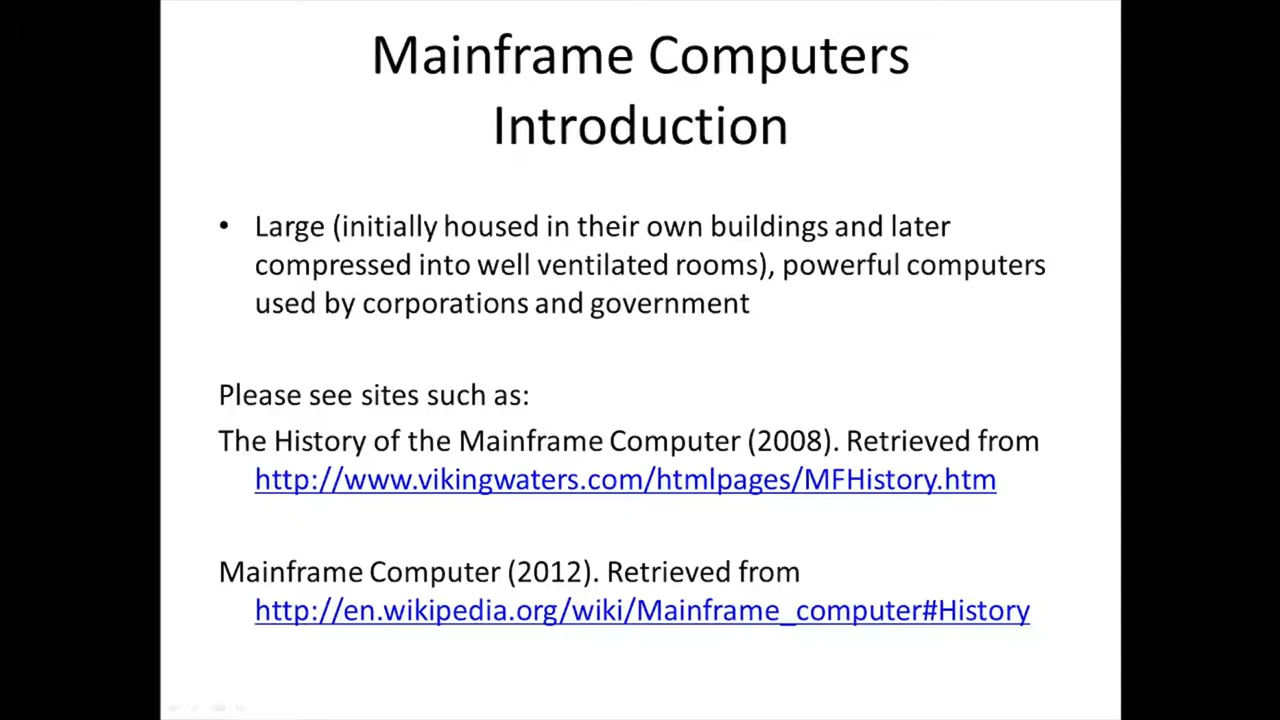 Mainframe Computers
Introduction
• Large (initially housed in their own buildings and later
compressed into well ventilated rooms), powerful computers
used by corporations and government
Please see sites such as:
The History of the Mainframe Computer (2008). Retrieved from
http://www.vikingwaters.com/htmlpages/MFHistory.htm
Mainframe Computer (2012). Retrieved from
http://en.wikipedia.org/wiki/Mainframe_computer#History